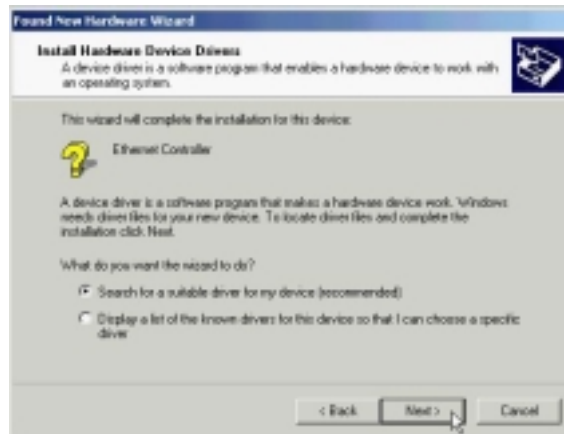 Found New Hardware Wizard
Install Hardware Device Drivers
A device driver is a software program that enables a hardware device to work with
an operating system.
This wizard will complete the installation for this device:
Ethernet Controller
A device driver is a software program that makes a hardware device work. Windows
needs driver files for your new device. To locate driver files and complete the
installation click Next.
What do you want the wizard to do?
Search for a suitable driver for my device (recommended)
Display a list of the known drivers for this device so that I can choose a specific
driver
< Back
Next >
Cancel